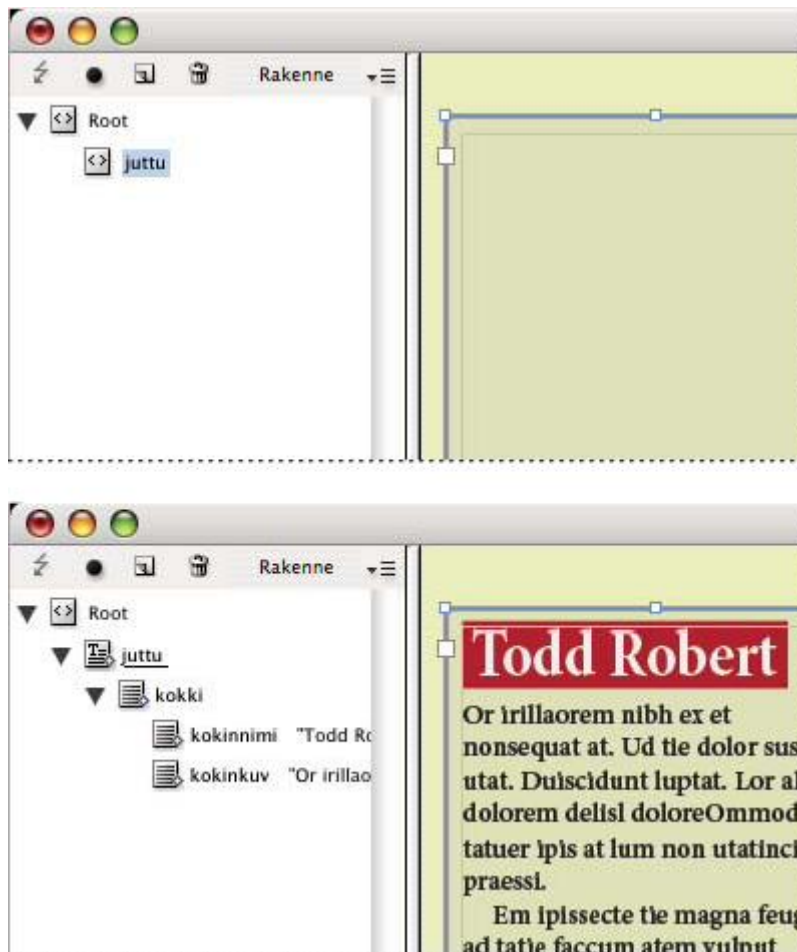 Rakenne
Root
juttu
Rakenne
Root
juttu
kokki
kokinnimi "Todd Ro
kokinkuv "Or irillao
Todd Robert
Or irillaorem nibh ex et
nonsequat at. Ud tie dolor sus
utat. Duiscidunt luptat. Lor al
dolorem delisl doloreOmmod
tatuer ipis at lum non utatinci
praessi.
Em ipissecte tie magna feug
ad tatie faccum atem vulput